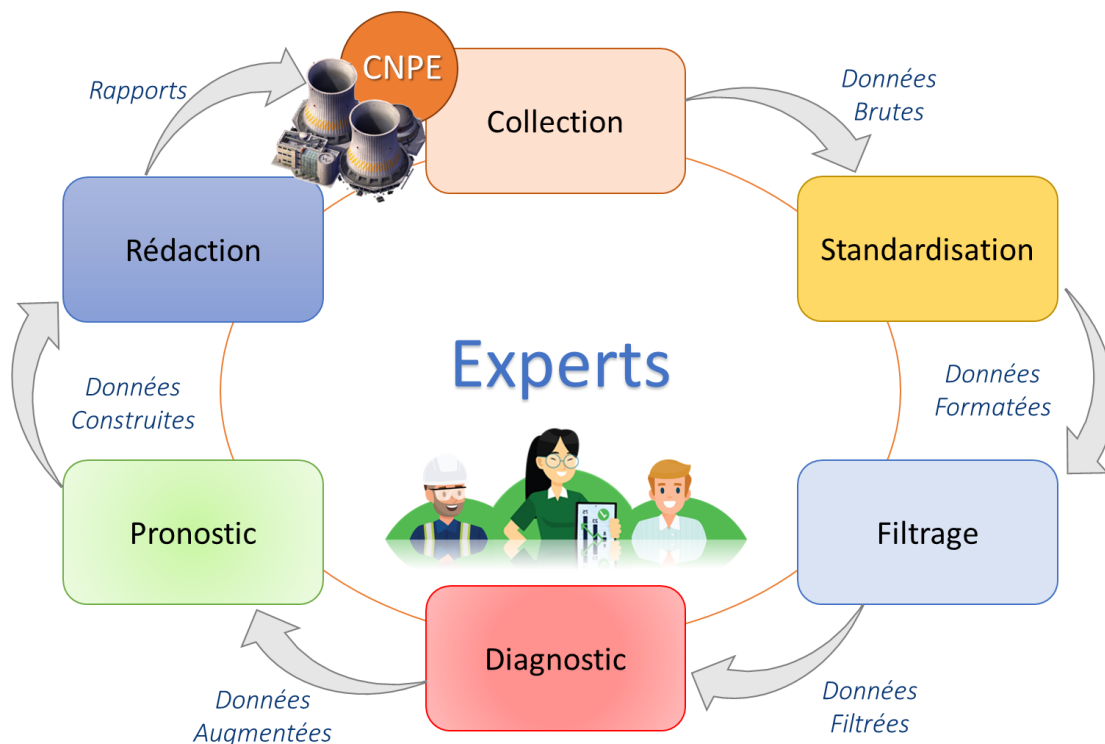 CNPE
Collection
Données
Brutes
Standardisation
Données
Formatées
Filtrage
Données
Filtrées
Diagnostic
Données
Augmentées
Pronostic
Données
Construites
Rédaction
Rapports
Experts